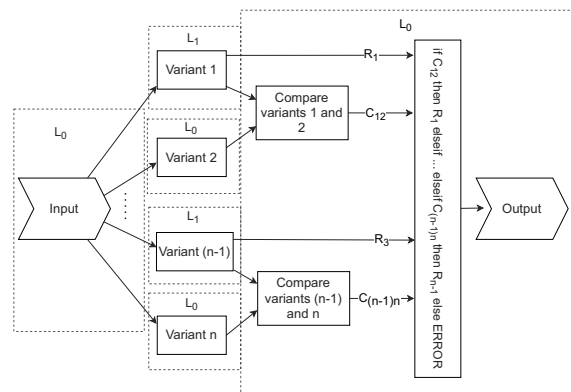 L0
L1
Variant 1
R1
Compare
variants 1 and
2
C12
L0
L0
Variant 2
Input
Output
L1
Variant (n-1)
R3
Compare
variants (n-1)
and n
C(n-1)n
L0
Variant n
if C12 then R1 elseif ... elseif C(n-1)n then Rn-1 else ERROR